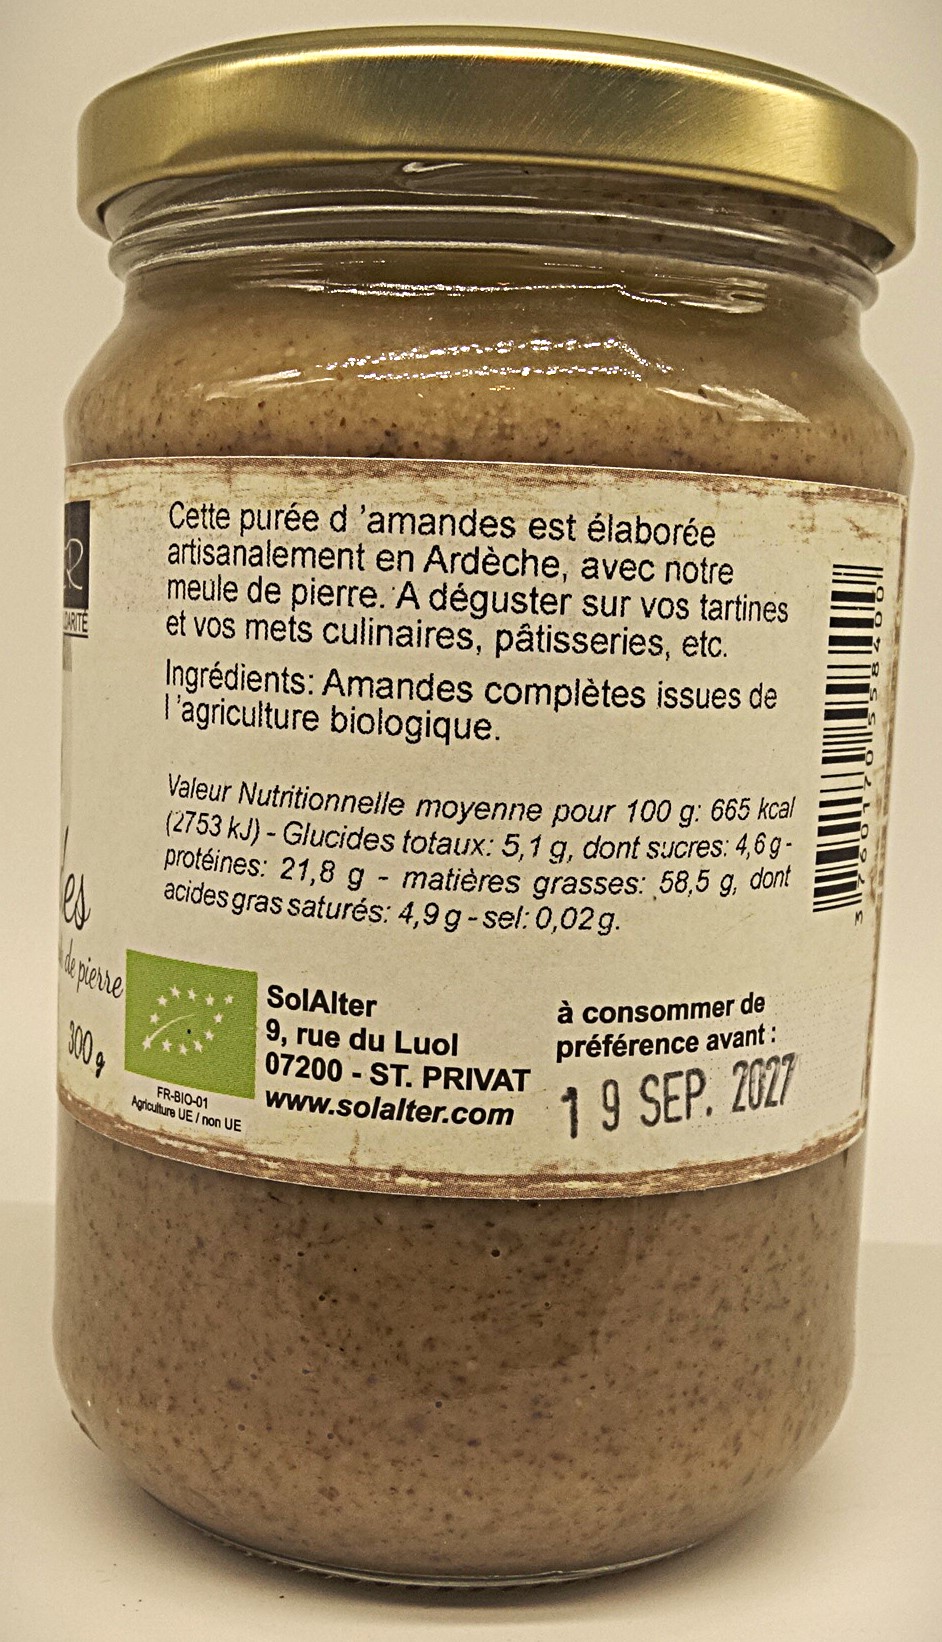 Cette purée d 'amandes est élaborée
artisanalement en Ardèche, avec notre
meule de pierre. A déguster sur vos tartines
et vos mets culinaires, pâtisseries, etc.
Ingrédients: Amandes complètes issues de
l'agriculture biologique.
Valeur Nutritionnelle moyenne pour 100 g: 665 kcal
(2753 kJ) - Glucides totaux: 5,1 g, dont sucres: 4,6 g -
protéines: 21,8 g - matières grasses: 58,5 g, dont
acides gras saturés: 4,9 g - sel: 0,02 g.
de pierre
300 g
FR-BIO-01
Agriculture UE / non UE
SolAlter
9, rue du Luol
07200 - ST. PRIVAT
www.solalter.com
à consommer de
préférence avant :
19 SEP. 2027
3 760170 558400